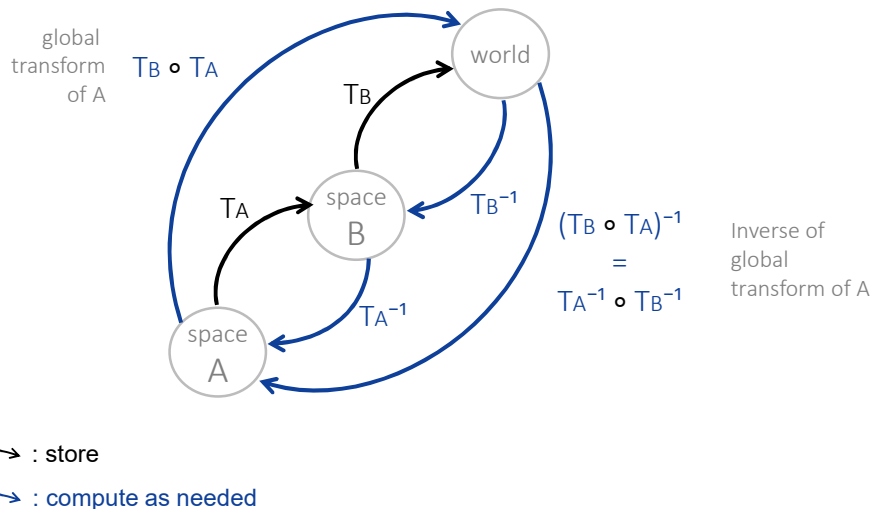 global
transform
of A
TB ∘ TA
world
TB
TA
space
B
TB⁻¹
(TB ∘ TA)⁻¹
=
TA⁻¹ ∘ TB⁻¹
Inverse of
global
transform of A
TA⁻¹
space
A
: store
: compute as needed